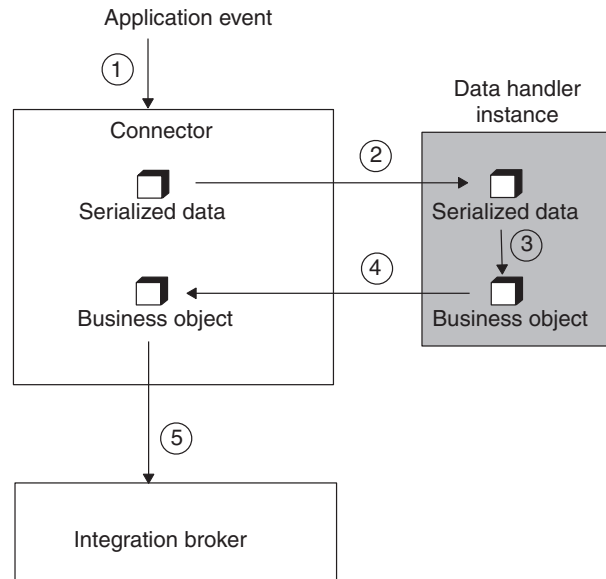 Application event
1
Data handler
instance
Connector
2
Serialized data
Serialized data
3
4
Business object
Business object
5
Integration broker